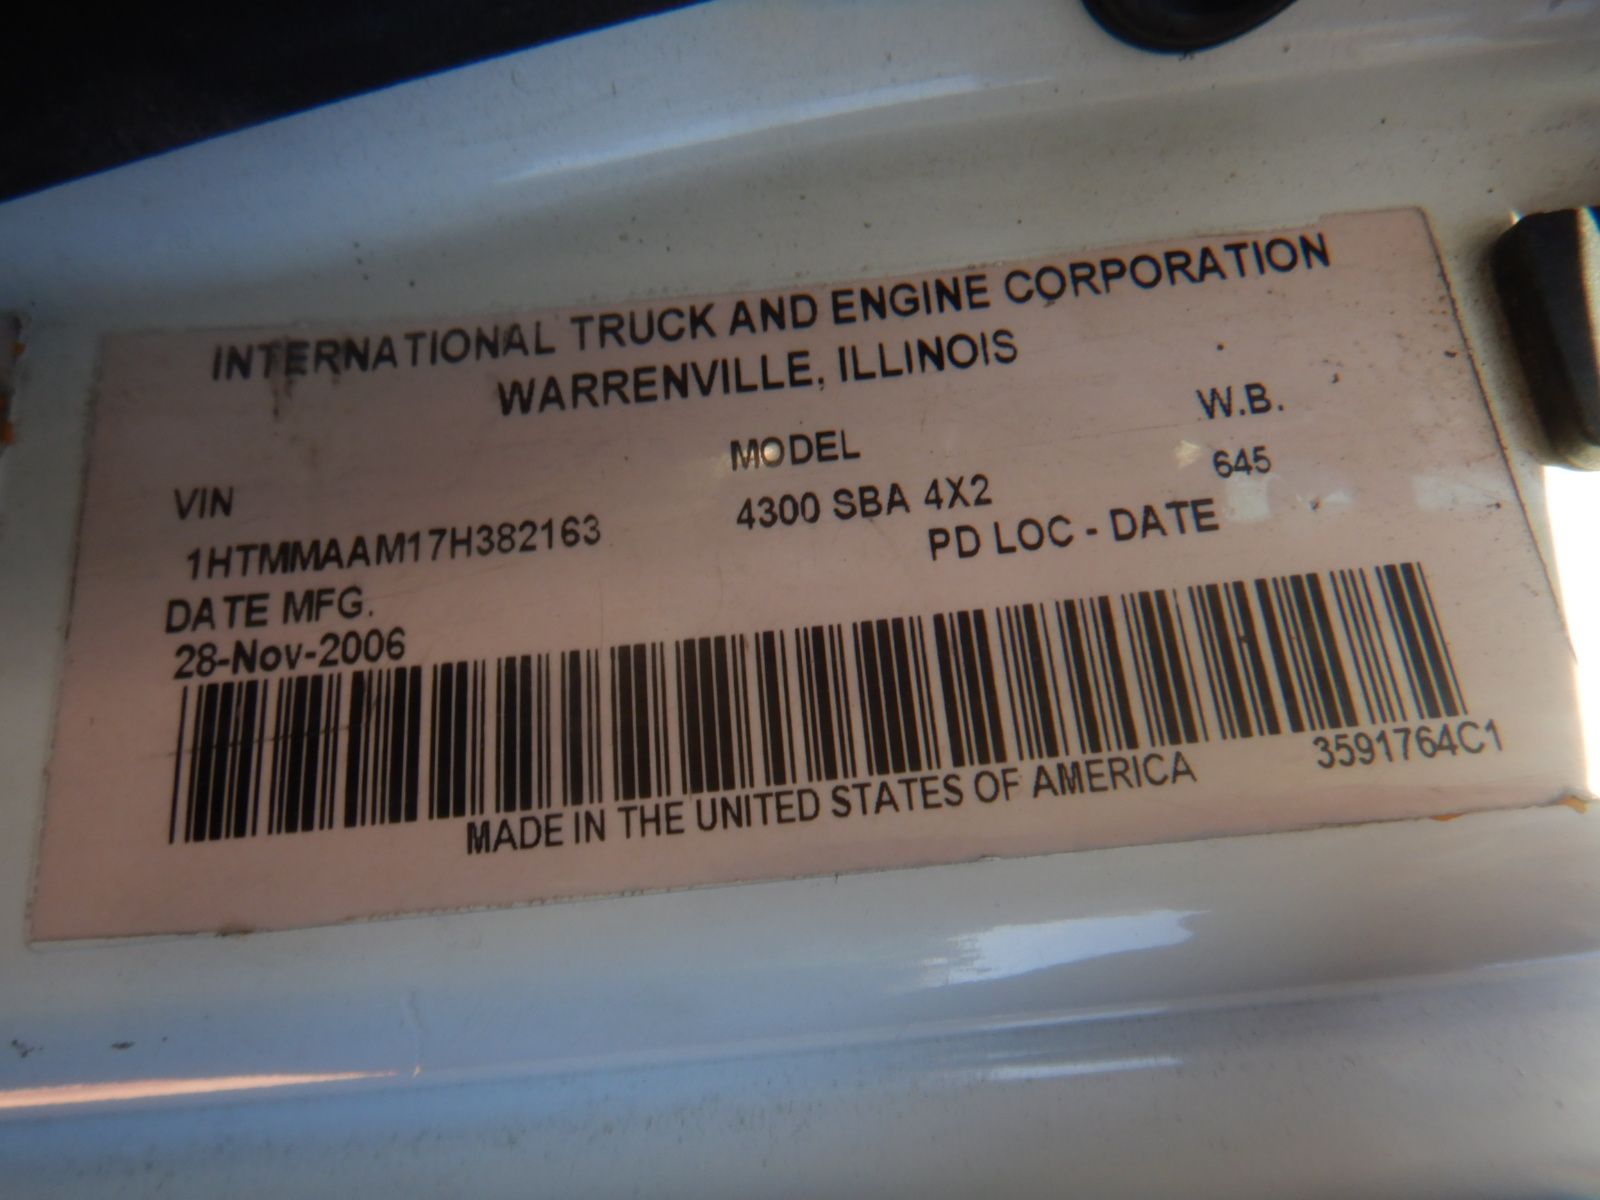 INTERNATIONAL TRUCK AND ENGINE CORPORATION
WARRENVILLE, ILLINOIS
VIN MODEL W.B.
1HTMMAAM17H382163 4300 SBA 4X2 645
DATE MFG. PD LOC - DATE
28-Nov-2006
MADE IN THE UNITED STATES OF AMERICA 3591764C1